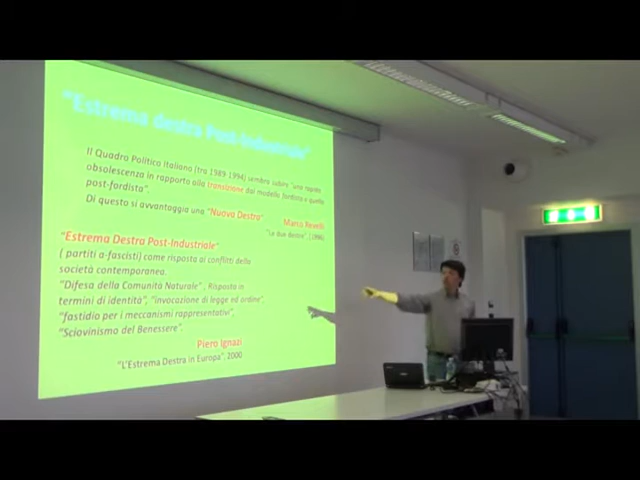 "Estrema destra Post-Industriale"
Il Quadro Politico Italiano (tra 1989-1994) sembra subire "una rapida
obsolescenza in rapporto alla transizione dal modello fordista a quello
post-fordista".
Di questo si avvantaggia una "Nuova Destra"
Marco Revelli
"Le due destre" (1996)
"Estrema Destra Post-Industriale"
( partiti a-fascisti) come risposta ai conflitti della
società contemporanea.
"Difesa della Comunità Naturale", Risposta in
termini di identità", "invocazione di legge ed ordine",
"fastidio per i meccanismi rappresentativi",
"Sciovinismo del Benessere".
Piero Ignazi
"L'Estrema Destra in Europa", 2000